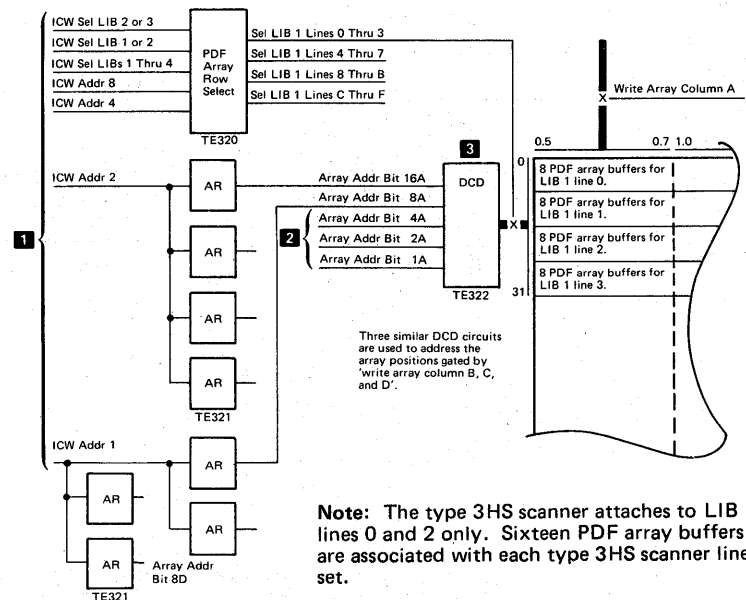 ICW Sel LIB 2 or 3
ICW Sel LIB 1 or 2
ICW Sel LIBs 1 Thru 4
ICW Addr 8
ICW Addr 4
PDF
Array
Row
Select
TE320
Sel LIB 1 Lines 0 Thru 3
Sel LIB 1 Lines 4 Thru 7
Sel LIB 1 Lines 8 Thru B
Sel LIB 1 Lines C Thru F
X
Write Array Column A
0.5
0.7
1.0
ICW Addr 2
AR
AR
AR
AR
TE321
1
Array Addr Bit 16A
Array Addr Bit 8A
Array Addr Bit 4A
Array Addr Bit 2A
Array Addr Bit 1A
2
3
DCD
TE322
X
0
31
8 PDF array buffers for
LIB 1 line 0.
8 PDF array buffers for
LIB 1 line 1.
8 PDF array buffers for
LIB 1 line 2.
8 PDF array buffers for
LIB 1 line 3.
Three similar DCD circuits
are used to address the
array positions gated by
'write array column B, C,
and D'.
ICW Addr 1
AR
AR
AR
AR
Array Addr
Bit 8D
TE321
Note: The type 3HS scanner attaches to LIB
lines 0 and 2 only. Sixteen PDF array buffers
are associated with each type 3HS scanner line
set.